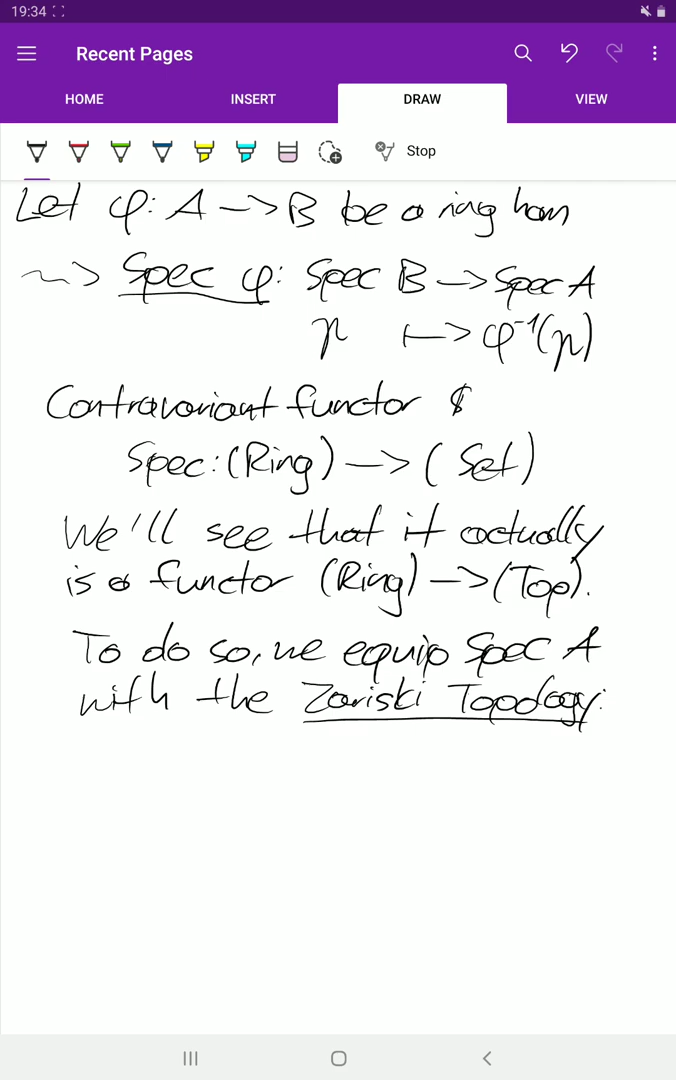 19:34
Recent Pages
HOME INSERT DRAW VIEW
Stop
Let φ: A —> B be a ring hom
~> Spec φ: Spec B —> Spec A
p ⟼ φ⁻¹(p)
Contravariant functor
Spec: (Ring) —> (Set)
We'll see that it actually
is a functor (Ring) —> (Top).
To do so, we equip Spec A
with the Zariski Topology: